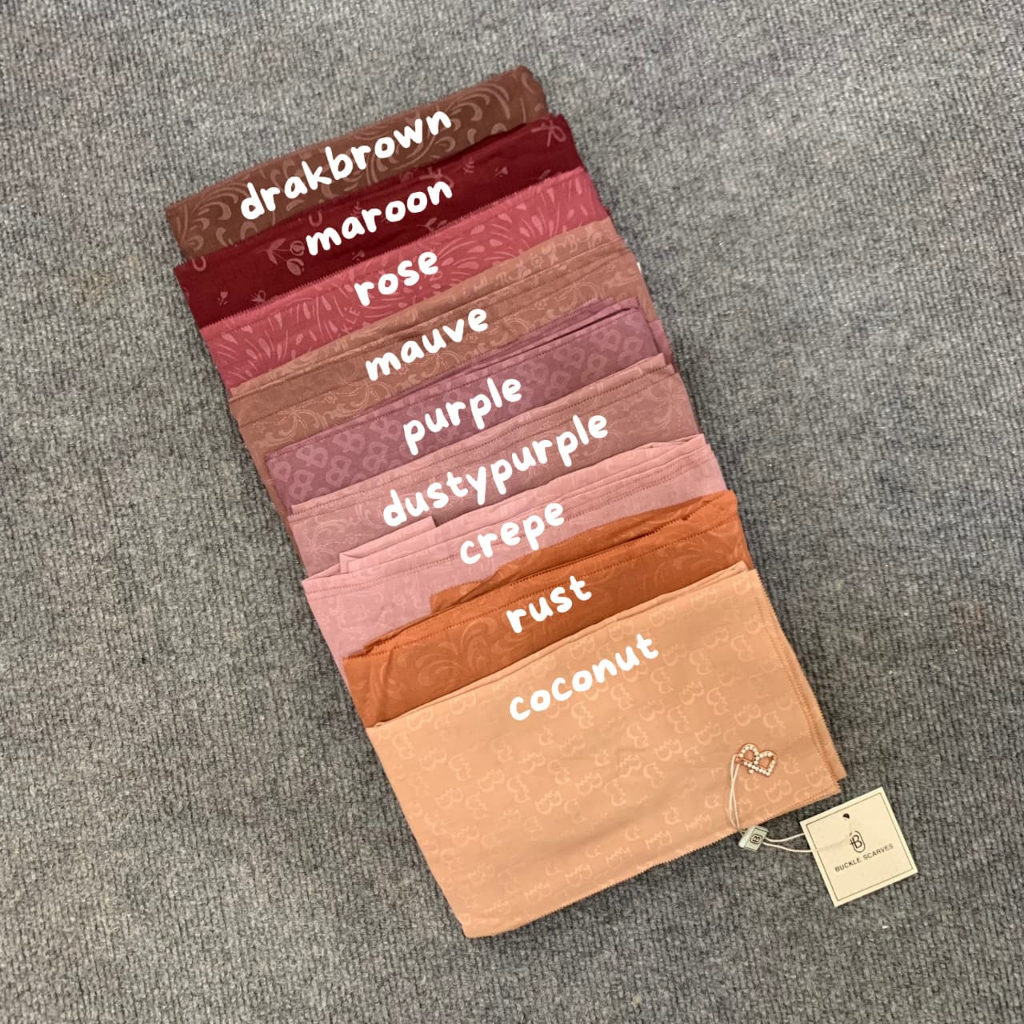 drakbrown
maroon
rose
mauve
purple
dustypurple
crepe
rust
coconut
B
BUCKLE SCARVES